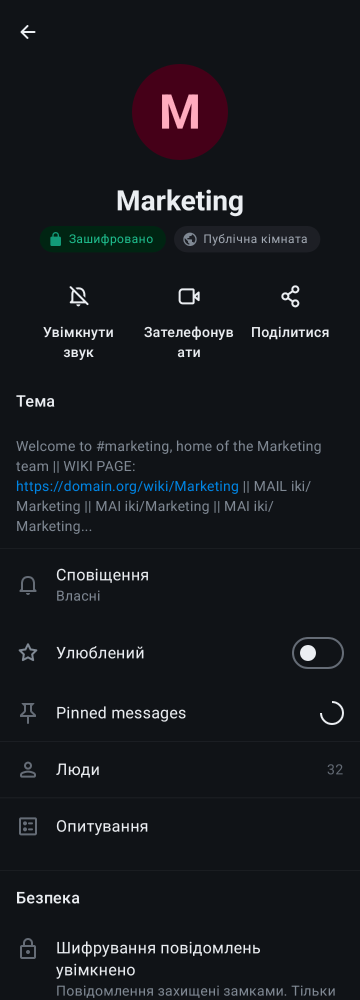 M
Marketing
Зашифровано
Публічна кімната
Увімкнути
звук
Зателефонув
ати
Поділитися
Тема
Welcome to #marketing, home of the Marketing
team || WIKI PAGE:
https://domain.org/wiki/Marketing || MAIL iki/
Marketing || MAI iki/Marketing || MAI iki/
Marketing...
Сповіщення
Власні
Улюблений
Pinned messages
Люди
32
Опитування
Безпека
Шифрування повідомлень
увімкнено
Повідомлення захищені замками. Тільки